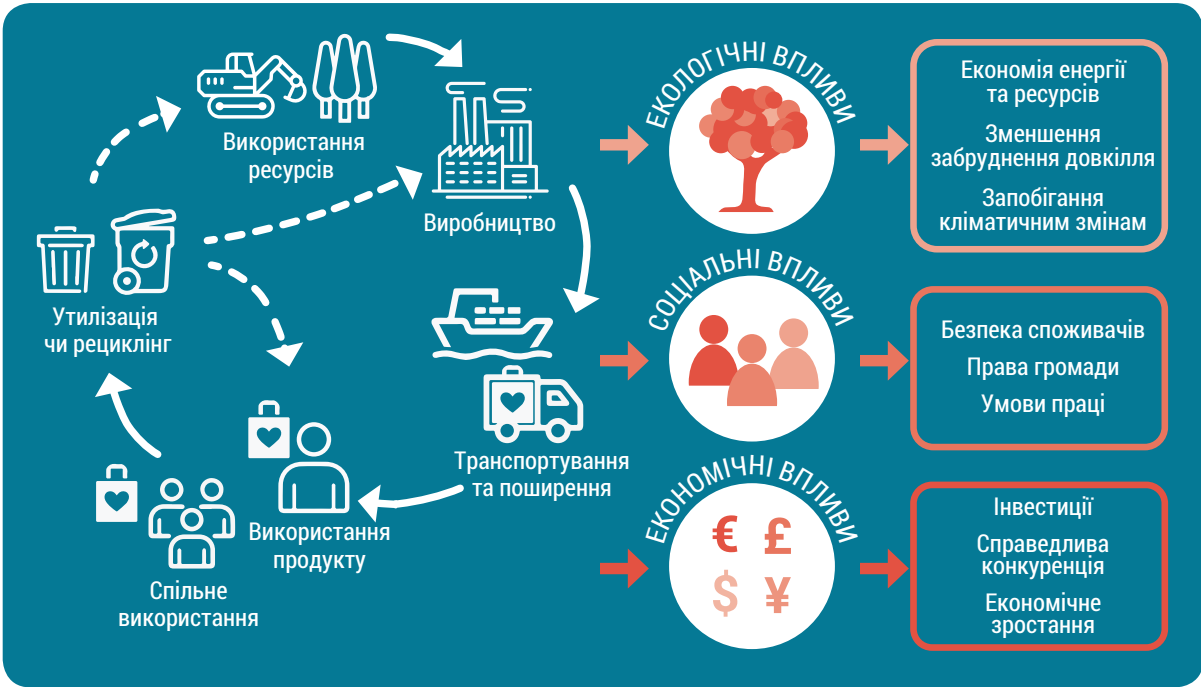 Використання
ресурсів
Виробництво
Транспортування
та поширення
Використання
продукту
Спільне
використання
Утилізація
чи рециклінг
ЕКОЛОГІЧНІ ВПЛИВИ
Економія енергії
та ресурсів
Зменшення
забруднення довкілля
Запобігання
кліматичним змінам
СОЦІАЛЬНІ ВПЛИВИ
Безпека споживачів
Права громади
Умови праці
ЕКОНОМІЧНІ ВПЛИВИ
€ £
$ ¥
Інвестиції
Справедлива
конкуренція
Економічне
зростання